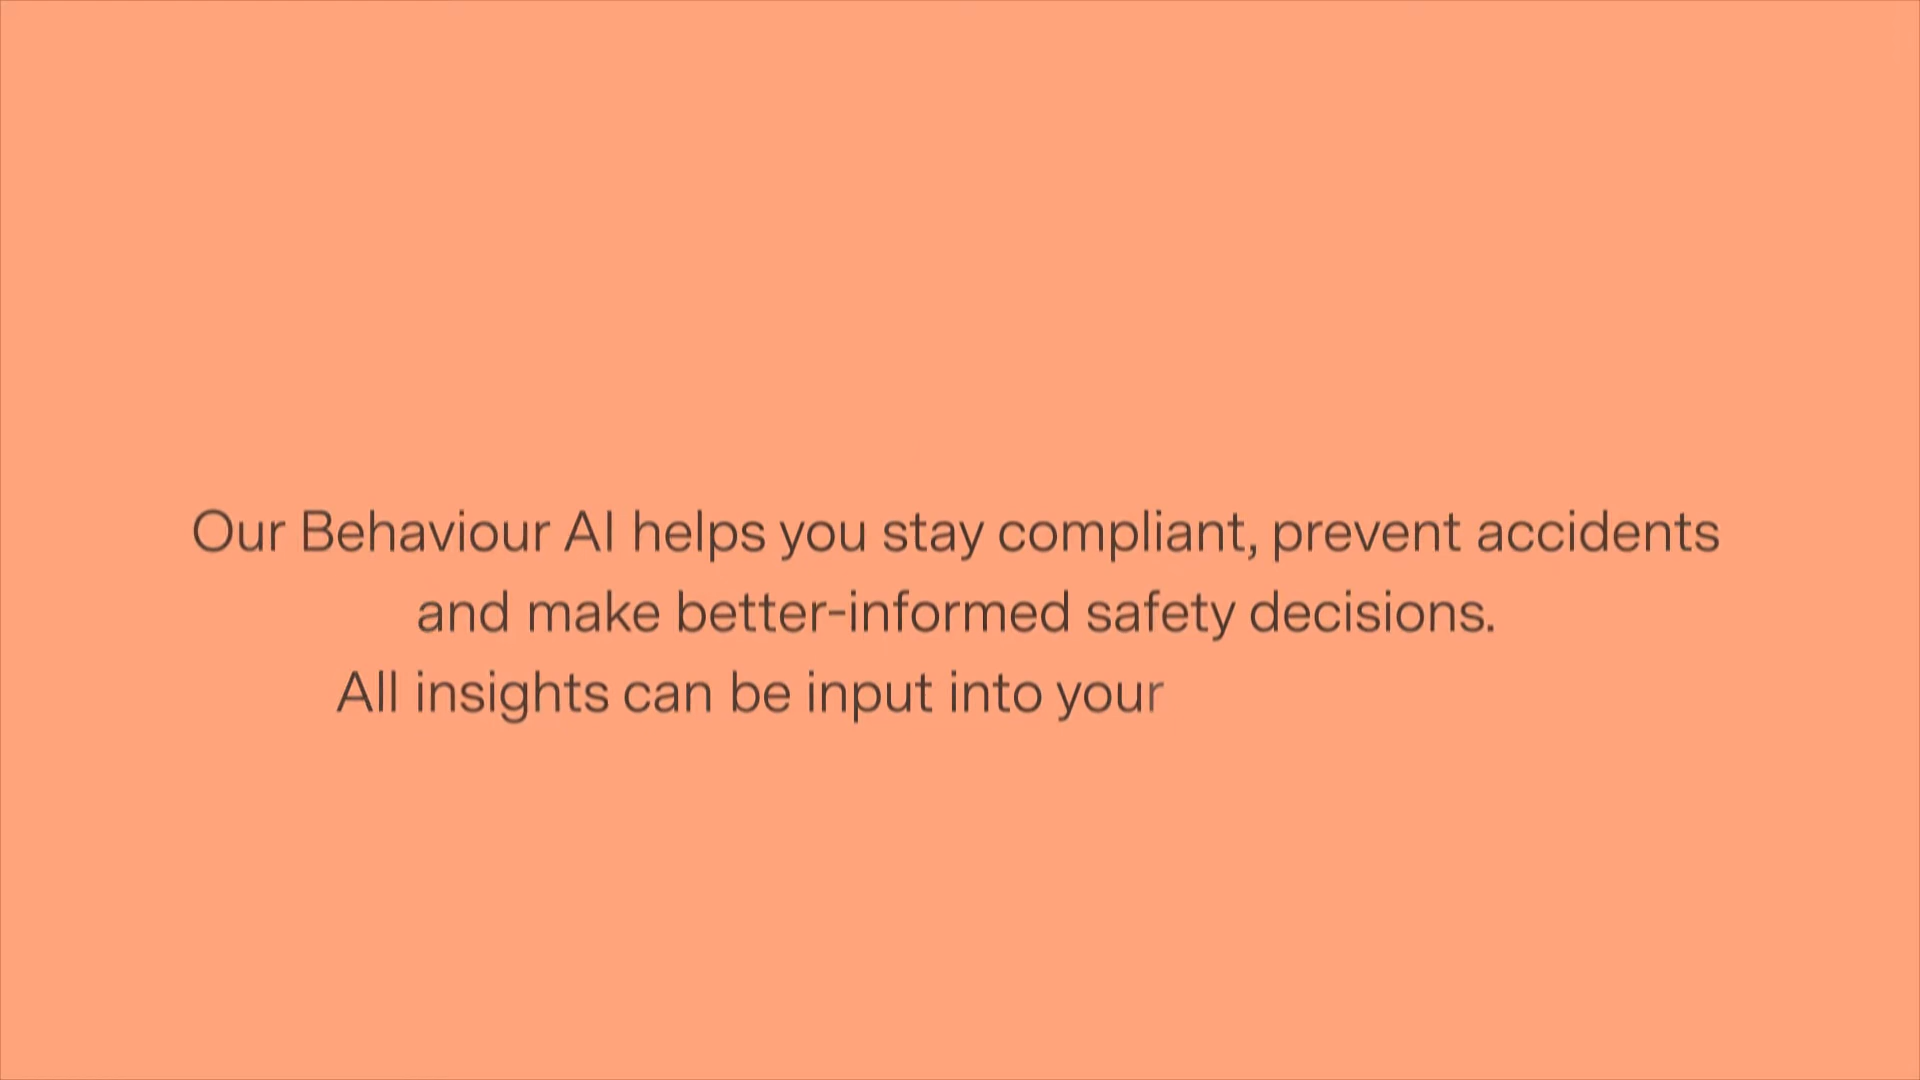 Our Behaviour AI helps you stay compliant, prevent accidents
and make better-informed safety decisions.
All insights can be input into your